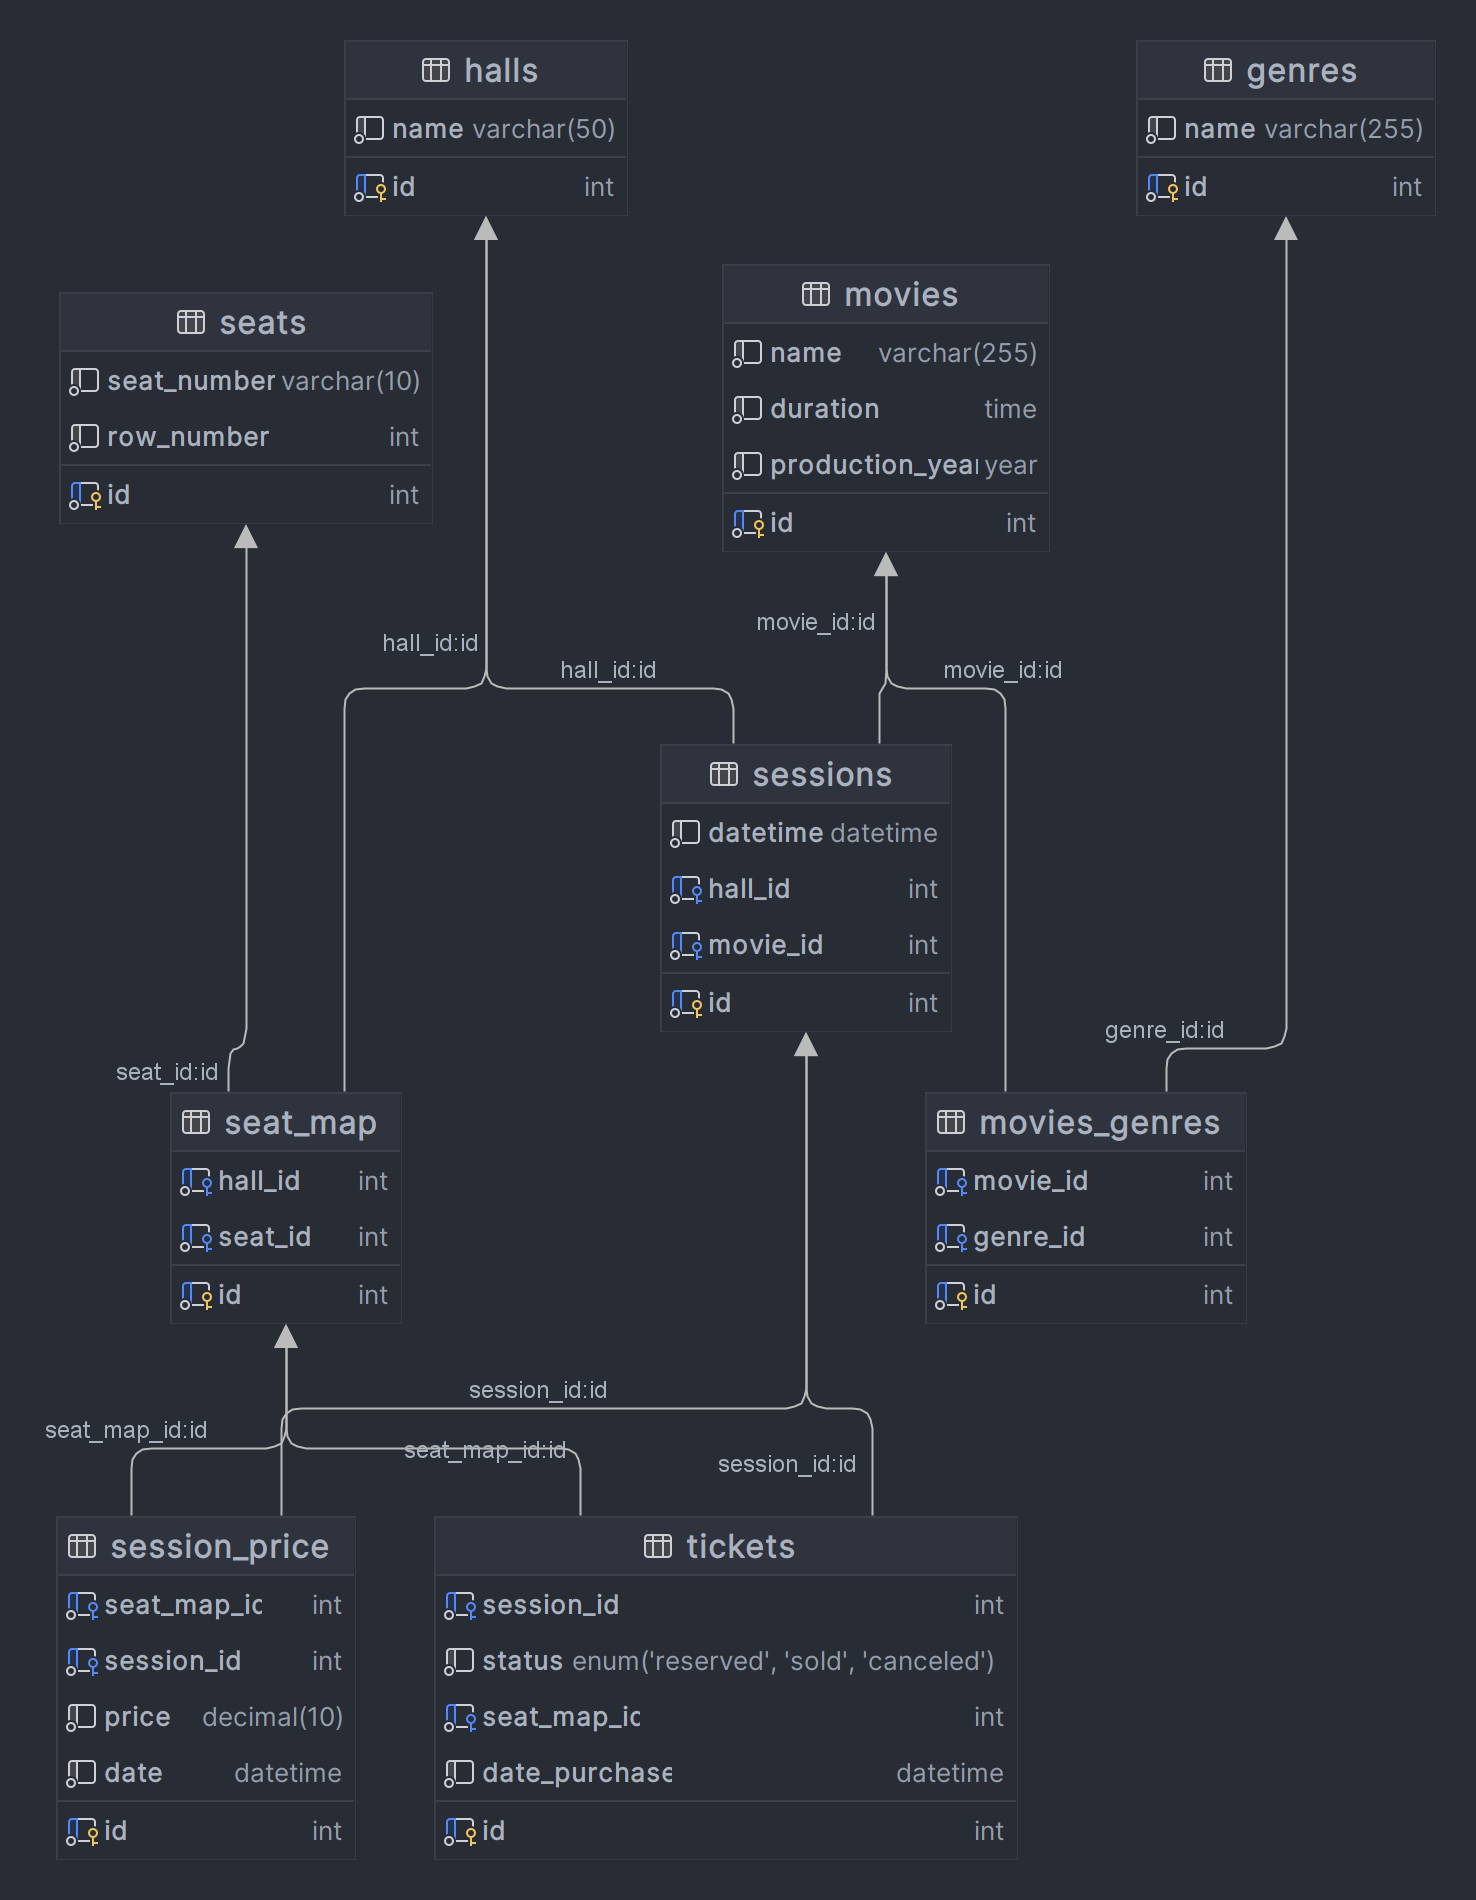 halls
name varchar(50)
id int
genres
name varchar(255)
id int
seats
seat_number varchar(10)
row_number int
id int
movies
name varchar(255)
duration time
production_year year
id int
hall_id:id
hall_id:id
movie_id:id
movie_id:id
sessions
datetime datetime
hall_id int
movie_id int
id int
genre_id:id
seat_id:id
seat_map
hall_id int
seat_id int
id int
movies_genres
movie_id int
genre_id int
id int
session_id:id
seat_map_id:id
seat_map_id:id
session_id:id
session_price
seat_map_id int
session_id int
price decimal(10)
date datetime
id int
tickets
session_id int
status enum('reserved', 'sold', 'canceled')
seat_map_id int
date_purchase datetime
id int